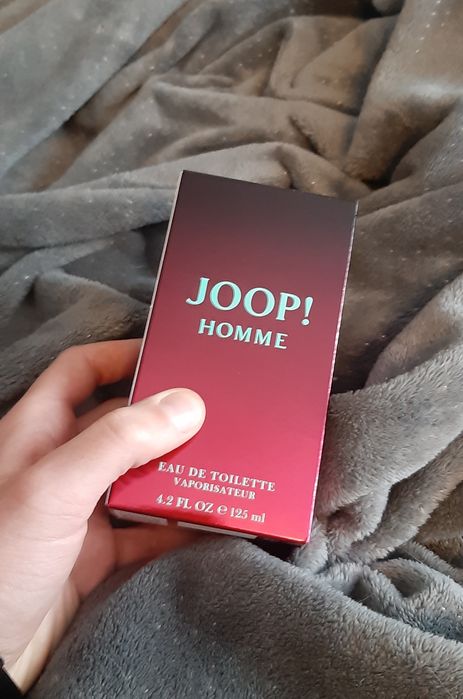 JOOP!
HOMME
EAU DE TOILETTE
VAPORISATEUR
4.2 FL OZ ℮ 125 ml